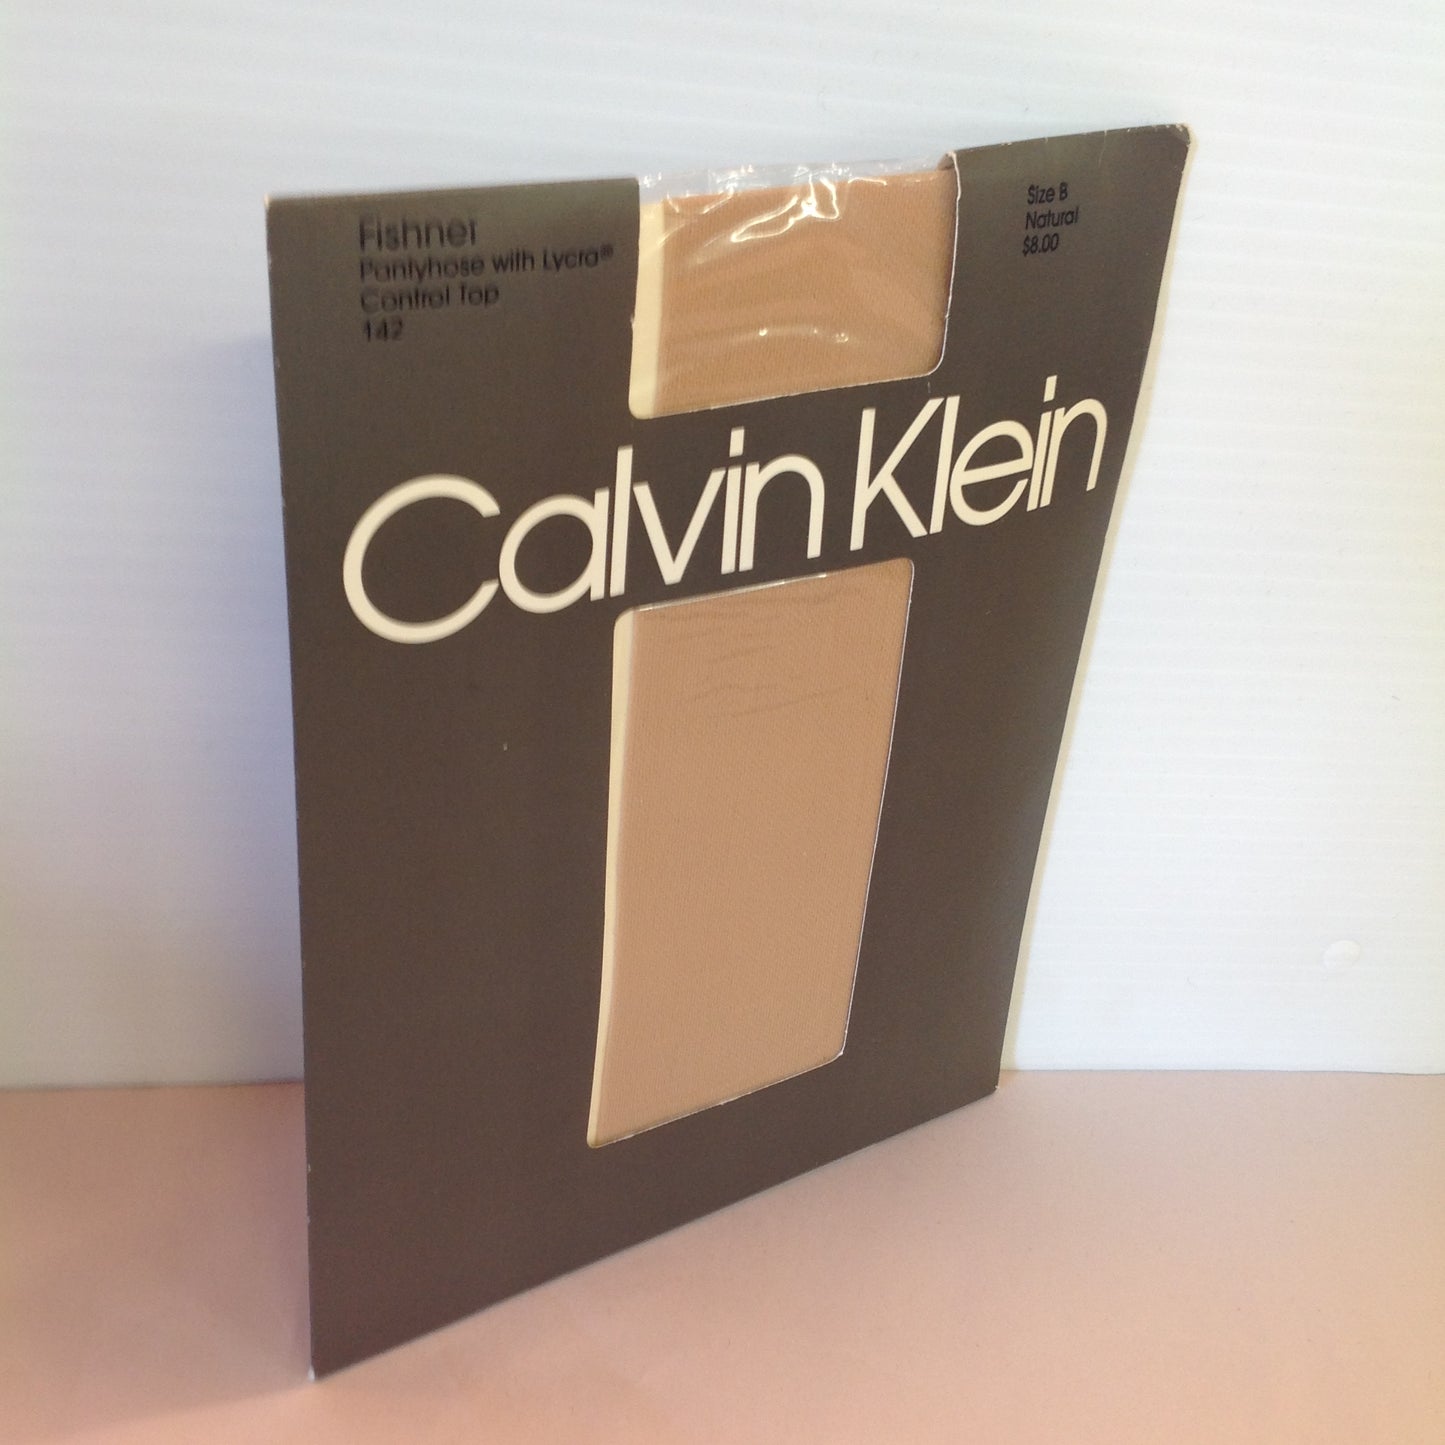 Fishnet
Pantyhose with Lycra®
Control Top
142
Size B
Natural
$8.00
Calvin Klein